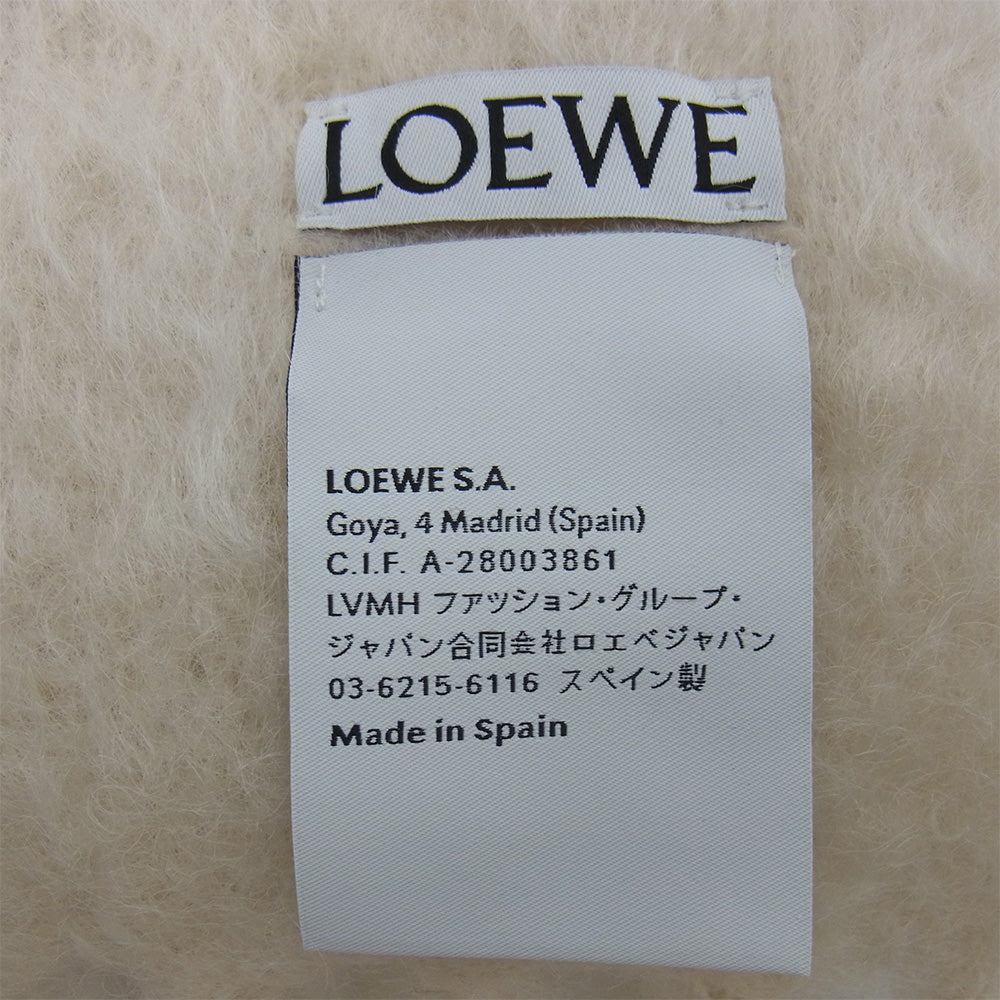 LOEWE
LOEWE S.A.
Goya, 4 Madrid (Spain)
C.I.F. A-28003861
LVMH ファッション・グループ・
ジャパン合同会社ロエベジャパン
03-6215-6116 スペイン製
Made in Spain